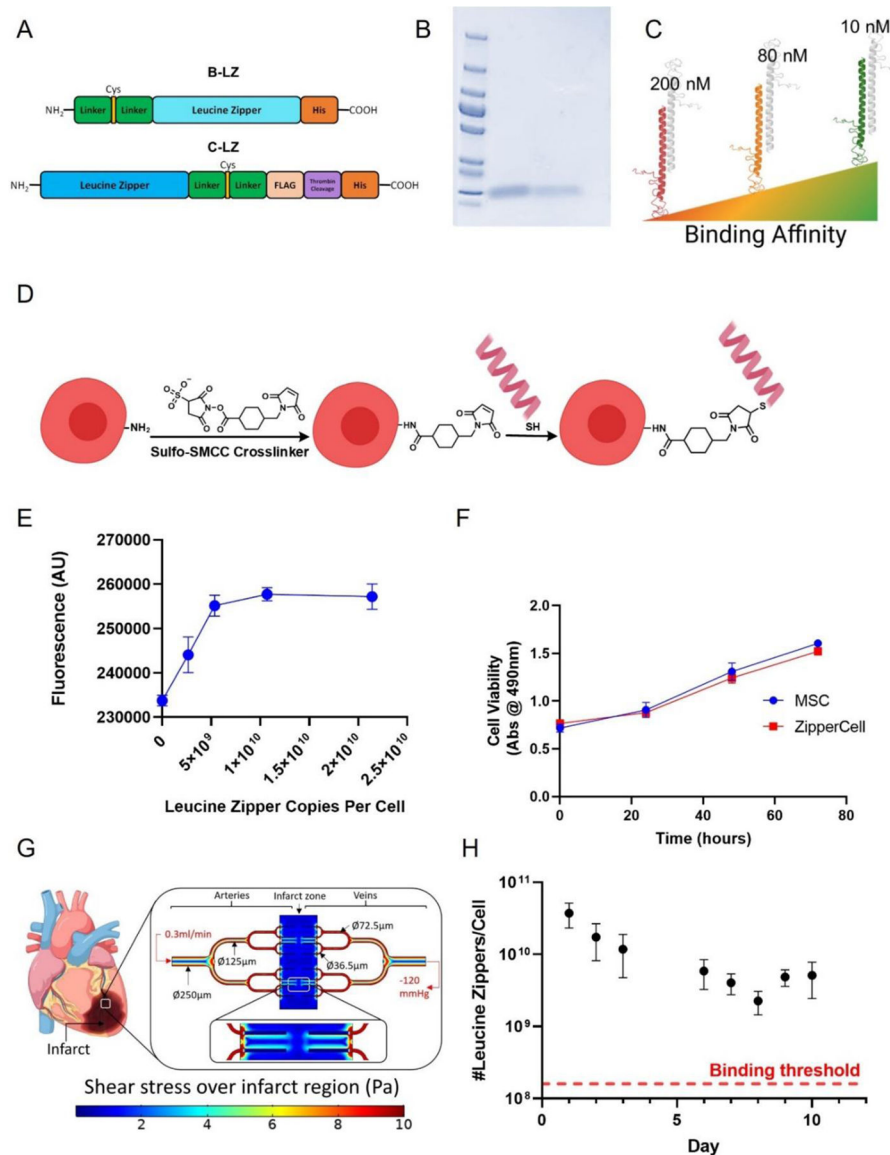 A
B-LZ
Cys
NH2
Linker
Linker
Leucine Zipper
His
COOH
C-LZ
Cys
NH2
Leucine Zipper
Linker
Linker
FLAG
Thrombin
Cleavage
His
COOH
B
C
200 nM
80 nM
10 nM
Binding Affinity
D
NH2
O
S
O
O-
O
N
O
O
O
N
O
O
Sulfo-SMCC Crosslinker
HN
O
O
N
O
SH
HN
O
O
N
O
S
E
Fluorescence (AU)
270000
260000
250000
240000
230000
0
5×10⁹
1×10¹⁰
1.5×10¹⁰
2×10¹⁰
2.5×10¹⁰
Leucine Zipper Copies Per Cell
F
Cell Viability
(Abs @ 490nm)
2.0
1.5
1.0
0.5
0.0
0
20
40
60
80
Time (hours)
MSC
ZipperCell
G
Infarct
Arteries
Infarct zone
Veins
0.3ml/min
Ø125µm
Ø250µm
Ø72.5µm
Ø36.5µm
-120
mmHg
Shear stress over infarct region (Pa)
2
4
6
8
10
H
#Leucine Zippers/Cell
10¹¹
10¹⁰
10⁹
10⁸
Binding threshold
0
5
10
Day